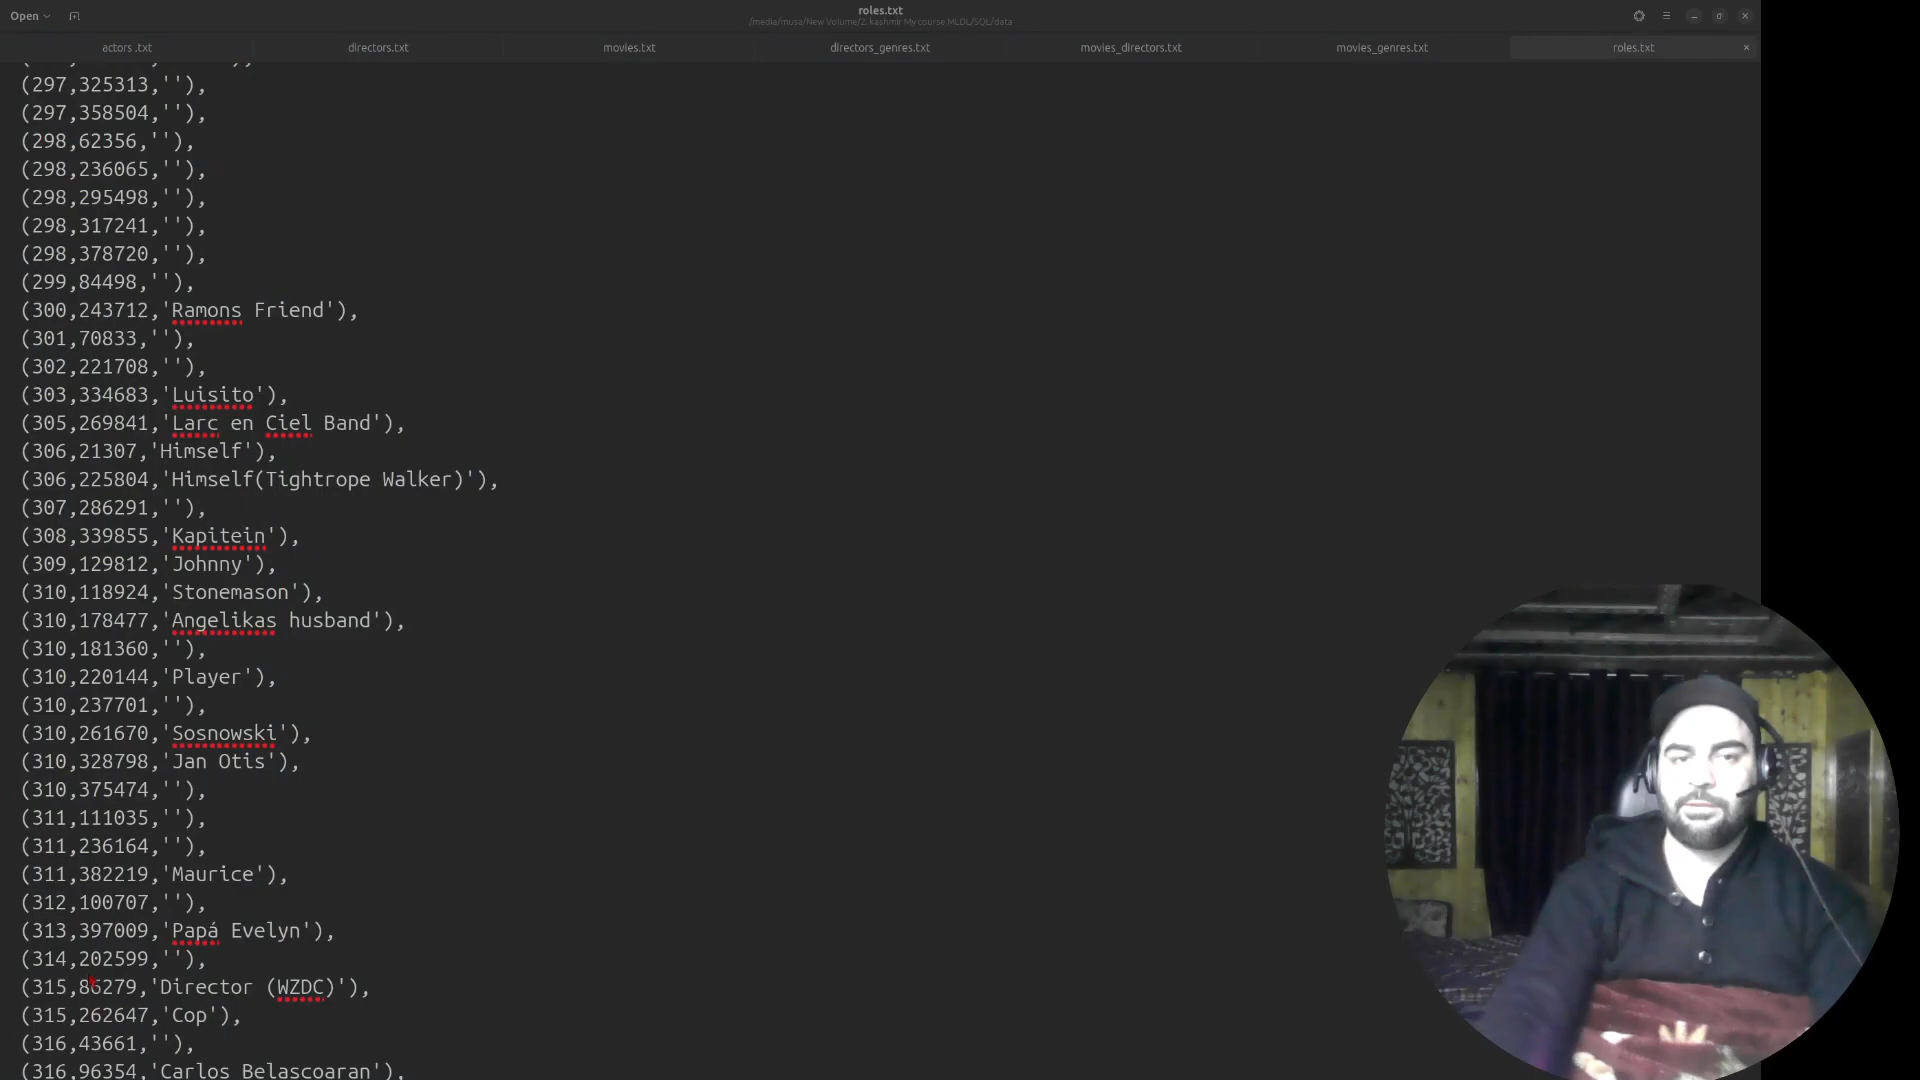 Open
roles.txt
/media/musa/New Volume/2: kashmir My course MLDL/SQL/data
actors .txt
directors.txt
movies.txt
directors_genres.txt
movies_directors.txt
movies_genres.txt
roles.txt
(297,325313,''),
(297,358504,''),
(298,62356,''),
(298,236065,''),
(298,295498,''),
(298,317241,''),
(298,378720,''),
(299,84498,''),
(300,243712,'Ramons Friend'),
(301,70833,''),
(302,221708,''),
(303,334683,'Luisito'),
(305,269841,'Larc en Ciel Band'),
(306,21307,'Himself'),
(306,225804,'Himself(Tightrope Walker)'),
(307,286291,''),
(308,339855,'Kapitein'),
(309,129812,'Johnny'),
(310,118924,'Stonemason'),
(310,178477,'Angelikas husband'),
(310,181360,''),
(310,220144,'Player'),
(310,237701,''),
(310,261670,'Sosnowski'),
(310,328798,'Jan Otis'),
(310,375474,''),
(311,111035,''),
(311,236164,''),
(311,382219,'Maurice'),
(312,100707,''),
(313,397009,'Papá Evelyn'),
(314,202599,''),
(315,86279,'Director (WZDC)'),
(315,262647,'Cop'),
(316,43661,''),
(316,96354,'Carlos Belascoaran'),